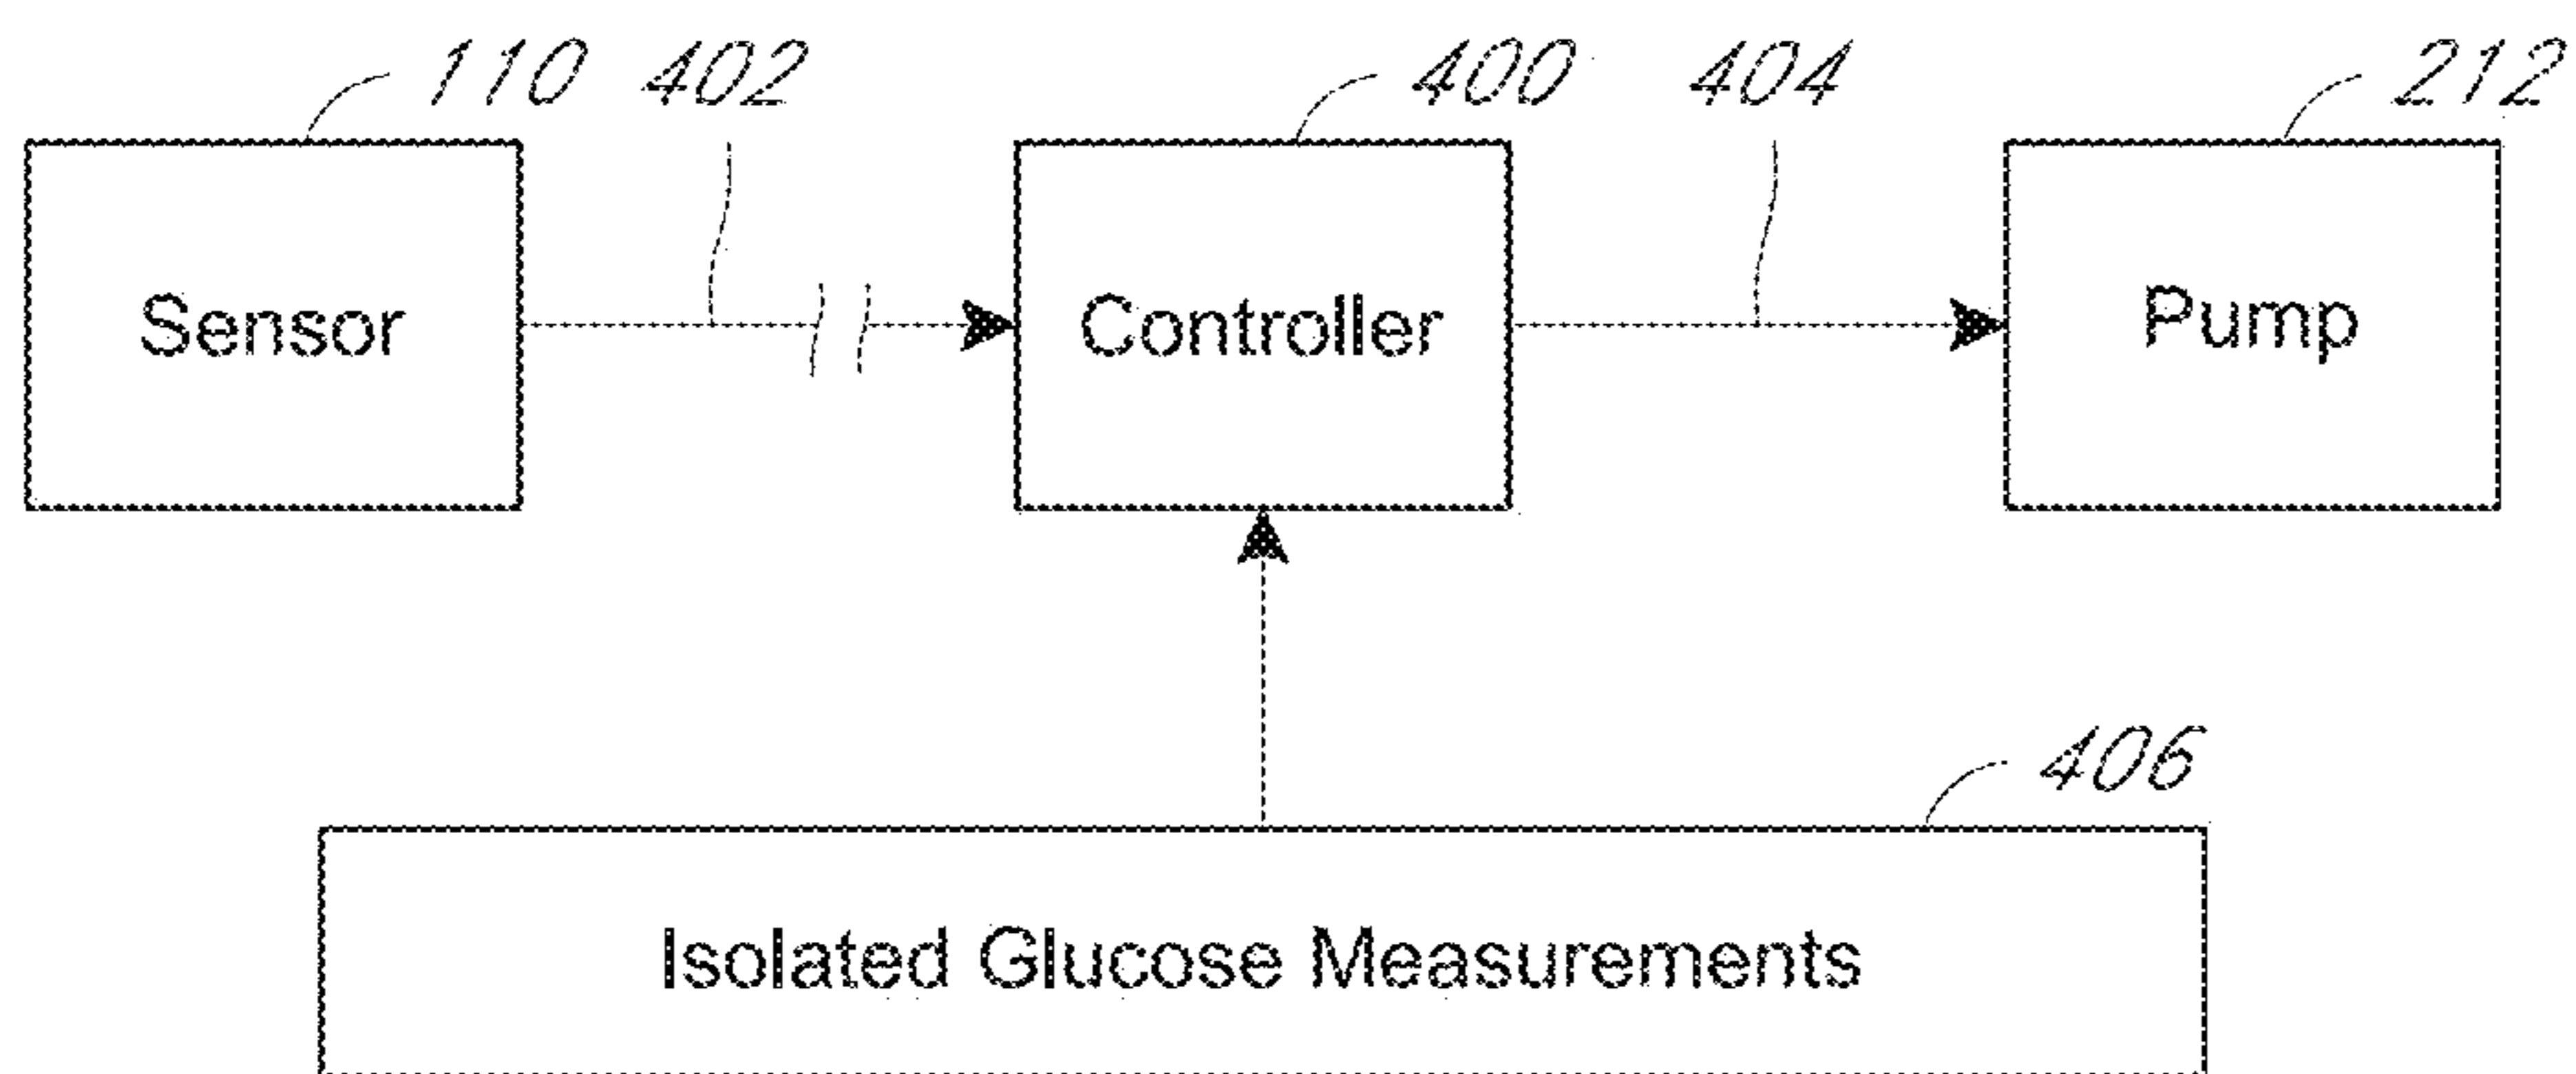 110 402 400 404 212
Sensor Controller Pump
406
Isolated Glucose Measurements